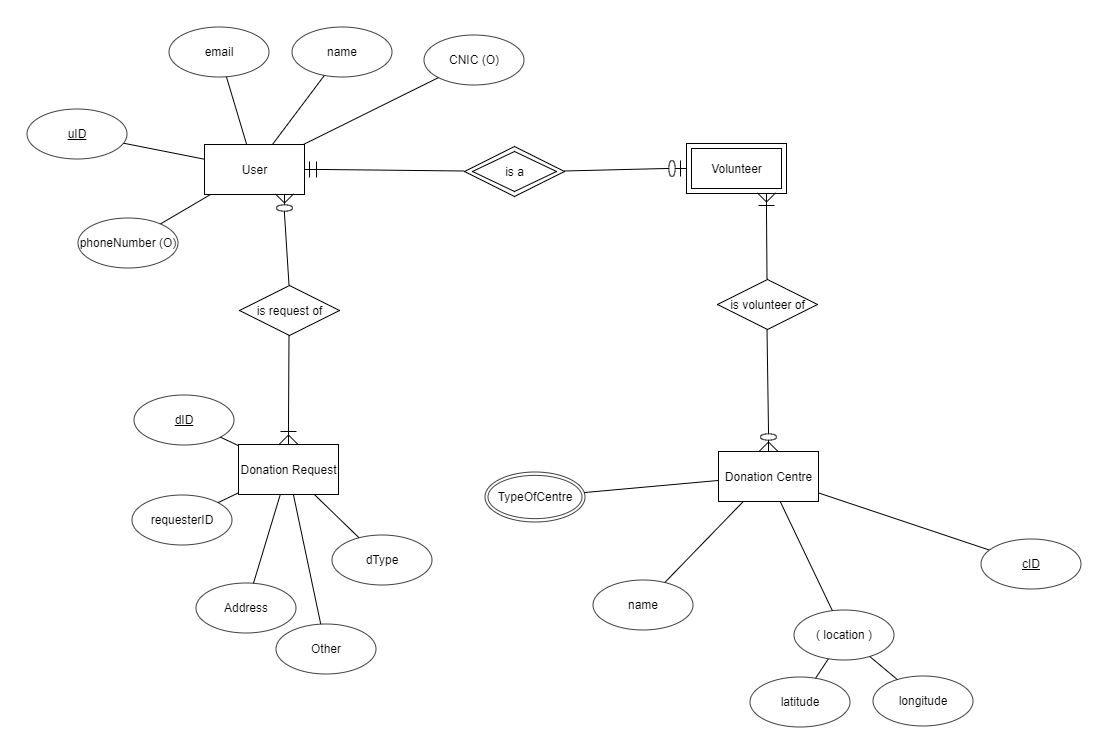 email
name
CNIC (O)
uID
User
is a
Volunteer
phoneNumber (O)
is request of
is volunteer of
dID
Donation Request
Donation Centre
TypeOfCentre
requesterID
dType
cID
name
Address
( location )
Other
latitude
longitude